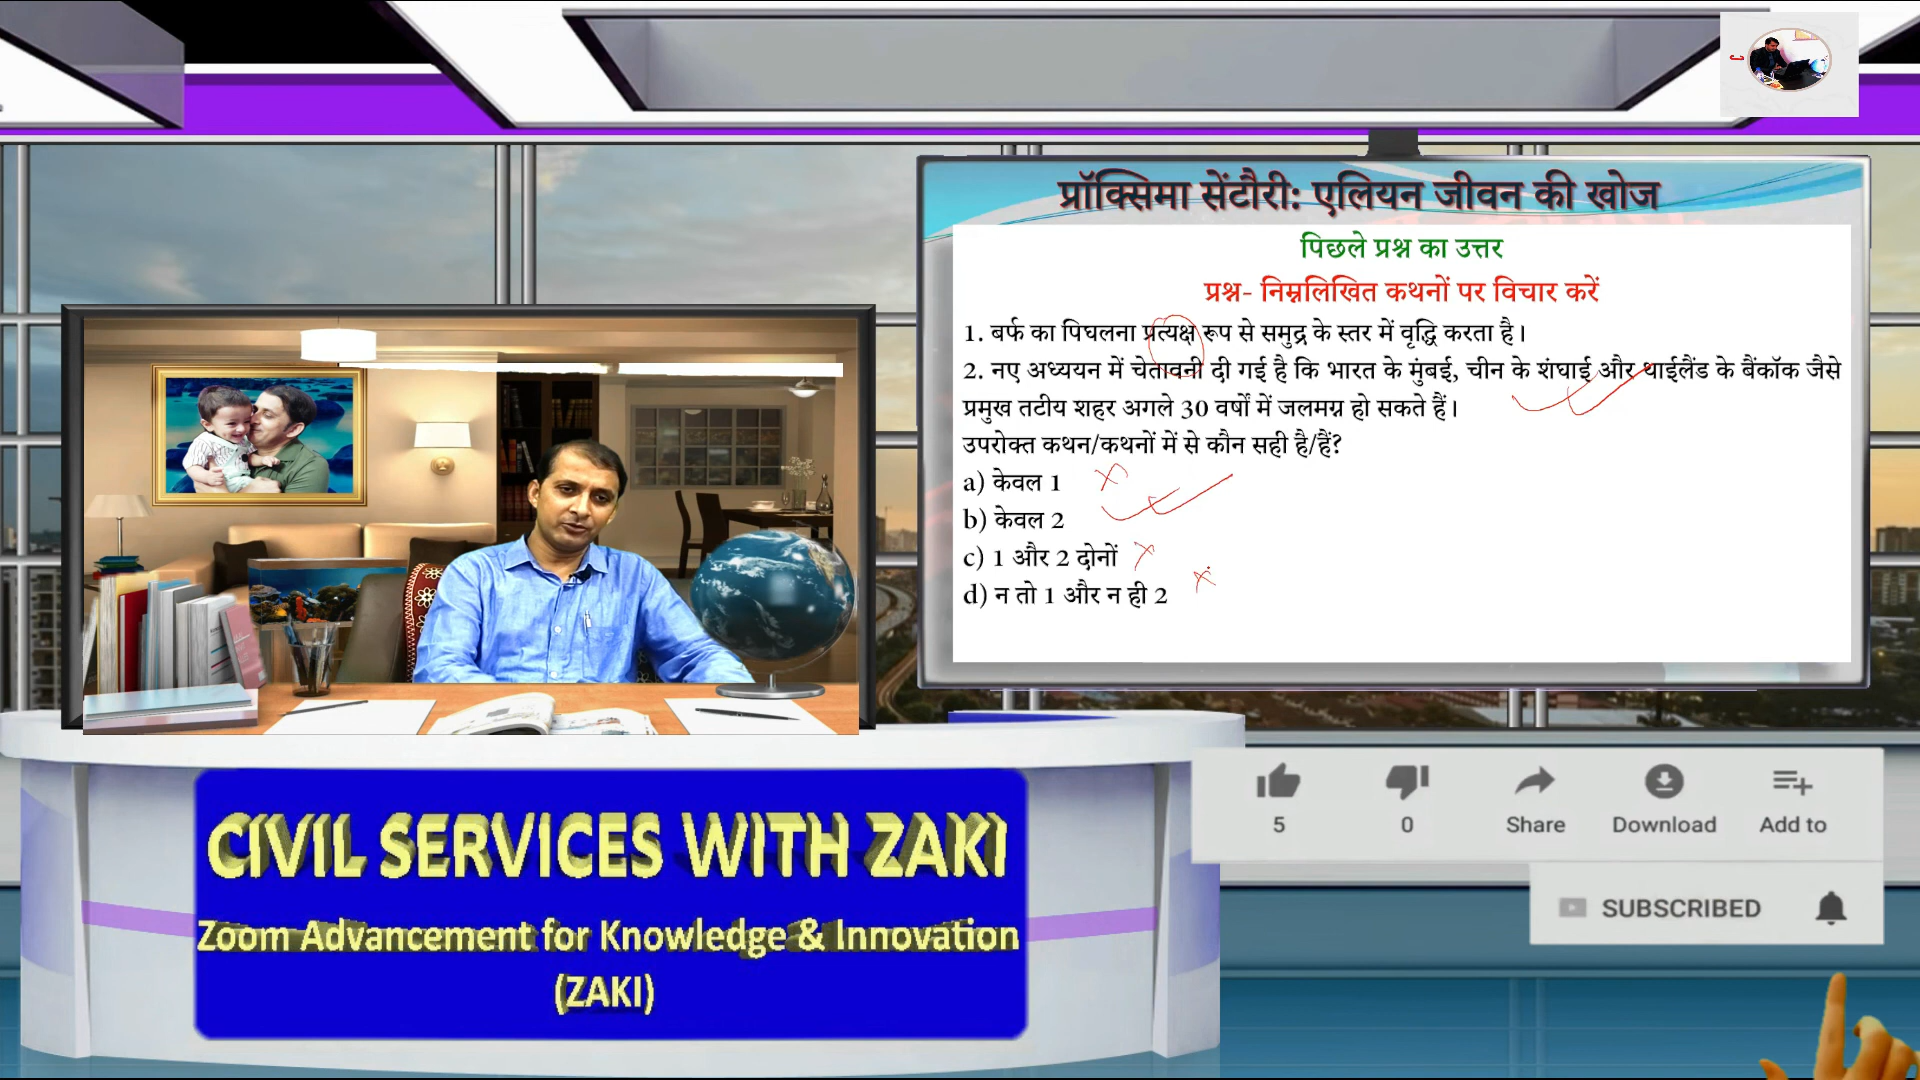 प्रॉक्सिमा सेंटौरी: एलियन जीवन की खोज
पिछले प्रश्न का उत्तर
प्रश्न- निम्नलिखित कथनों पर विचार करें
1. बर्फ का पिघलना प्रत्यक्ष रूप से समुद्र के स्तर में वृद्धि करता है।
2. नए अध्ययन में चेतावनी दी गई है कि भारत के मुंबई, चीन के शंघाई और थाईलैंड के बैंकॉक जैसे
प्रमुख तटीय शहर अगले 30 वर्षों में जलमग्न हो सकते हैं।
उपरोक्त कथन/कथनों में से कौन सही है/हैं?
a) केवल 1
b) केवल 2
c) 1 और 2 दोनों
d) न तो 1 और न ही 2
CIVIL SERVICES WITH ZAKI
Zoom Advancement for Knowledge & Innovation
(ZAKI)
5 0 Share Download Add to
SUBSCRIBED